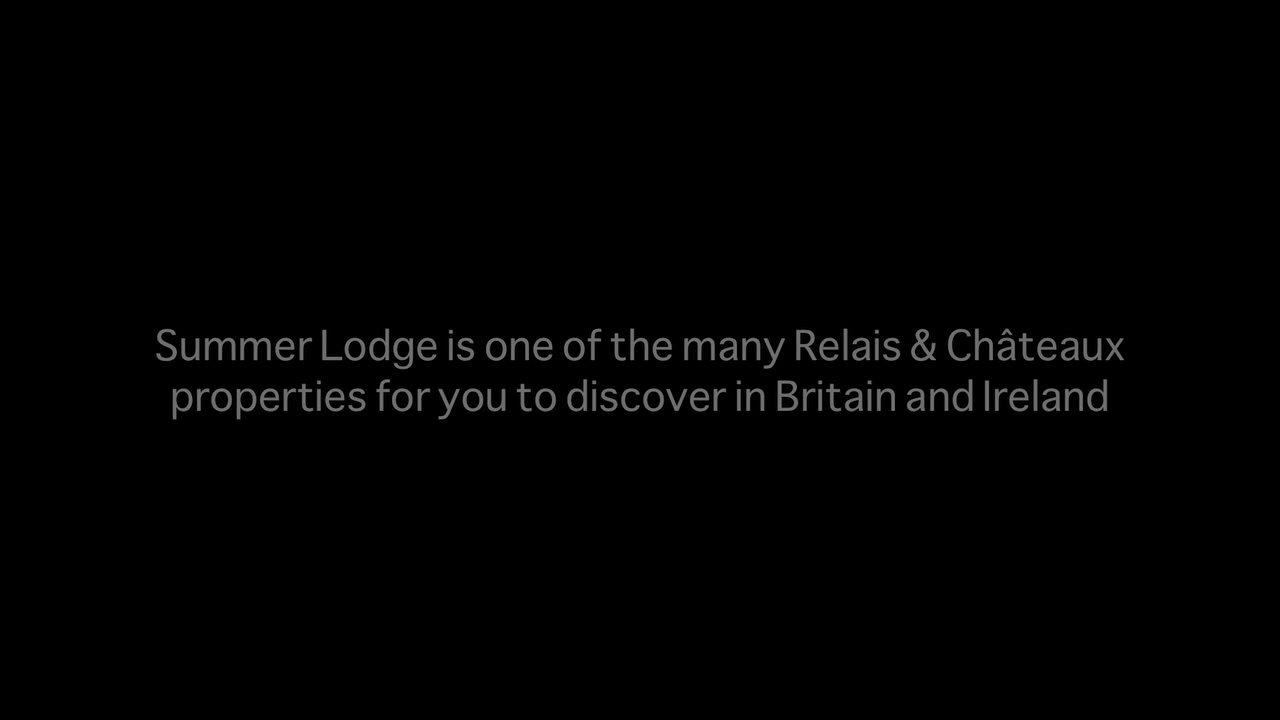 Summer Lodge is one of the many Relais & Châteaux
properties for you to discover in Britain and Ireland